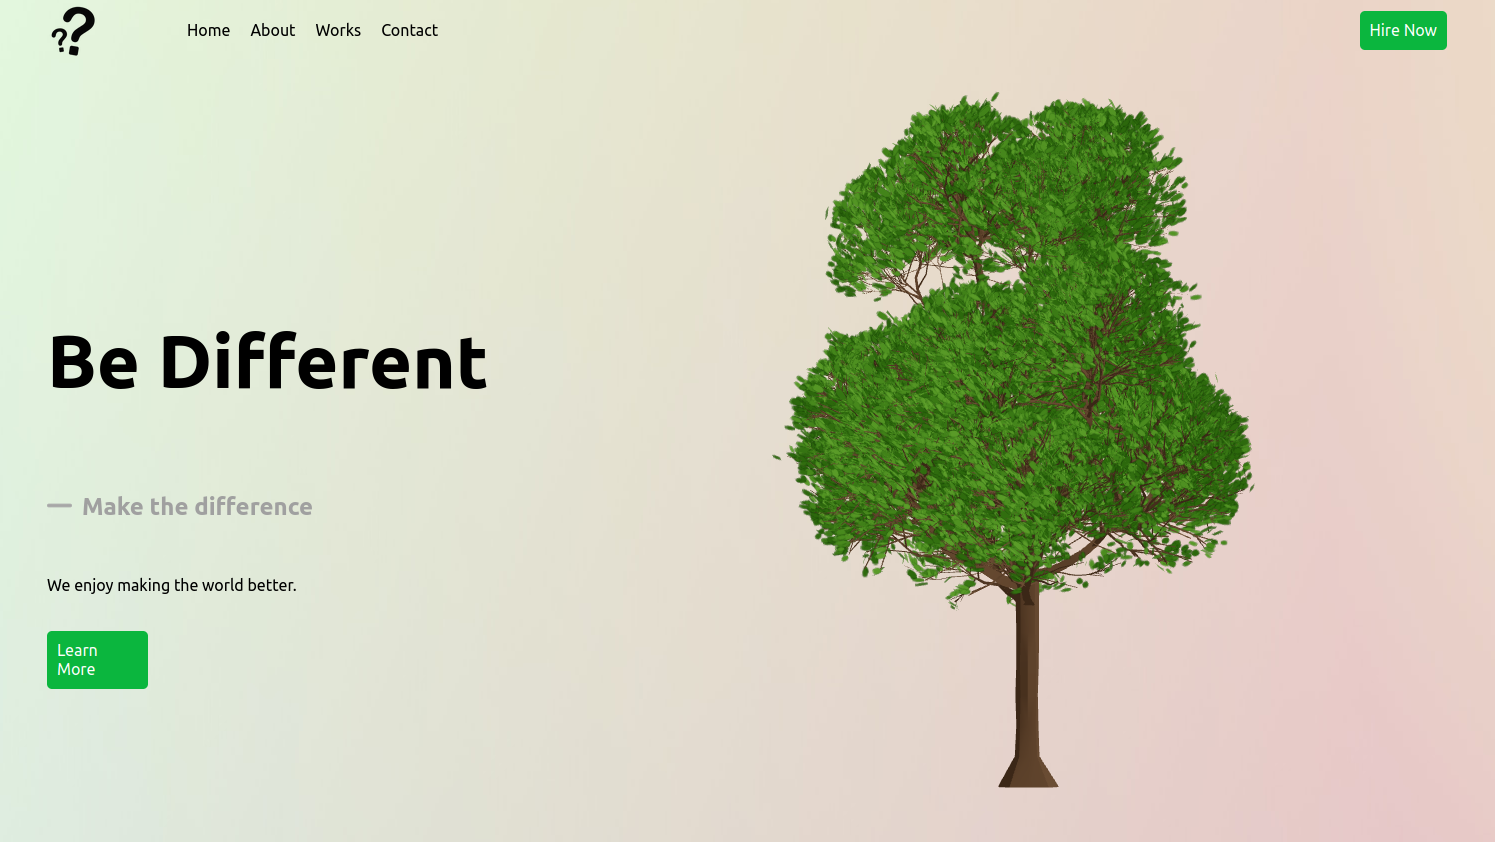 ??
Home About Works Contact Hire Now
Be Different
— Make the difference
We enjoy making the world better.
Learn
More